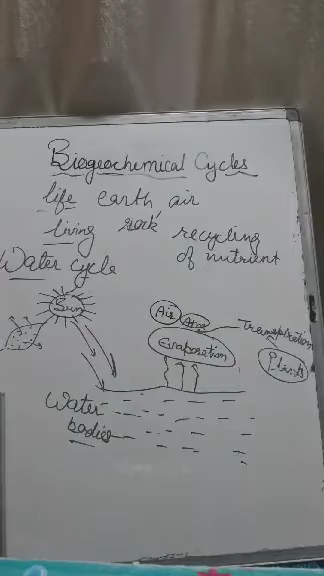 Biogeochemical Cycles
life earth, air
living rock recycling
of nutrient
Water cycle
Sun
Air
Evaporation
Transpiration
Plants
Water
bodies